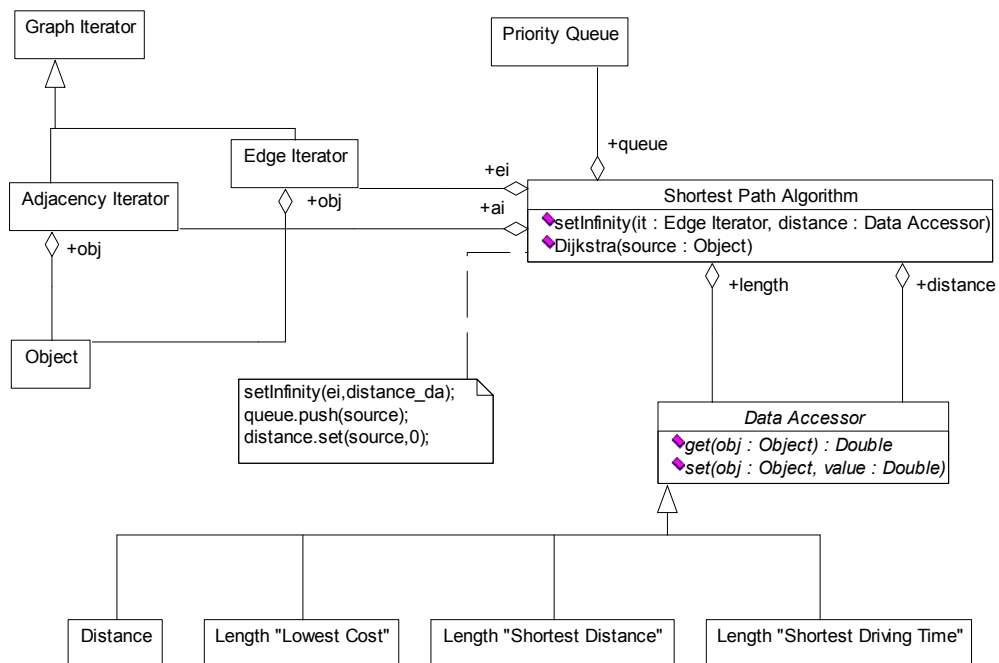 Graph Iterator
Priority Queue
+queue
Edge Iterator
+ei
+obj
Adjacency Iterator
+ai
+obj
Shortest Path Algorithm
setInfinity(it : Edge Iterator, distance : Data Accessor)
Dijkstra(source : Object)
+length
+distance
Object
setInfinity(ei,distance_da);
queue.push(source);
distance.set(source,0);
Data Accessor
get(obj : Object) : Double
set(obj : Object, value : Double)
Distance
Length "Lowest Cost"
Length "Shortest Distance"
Length "Shortest Driving Time"